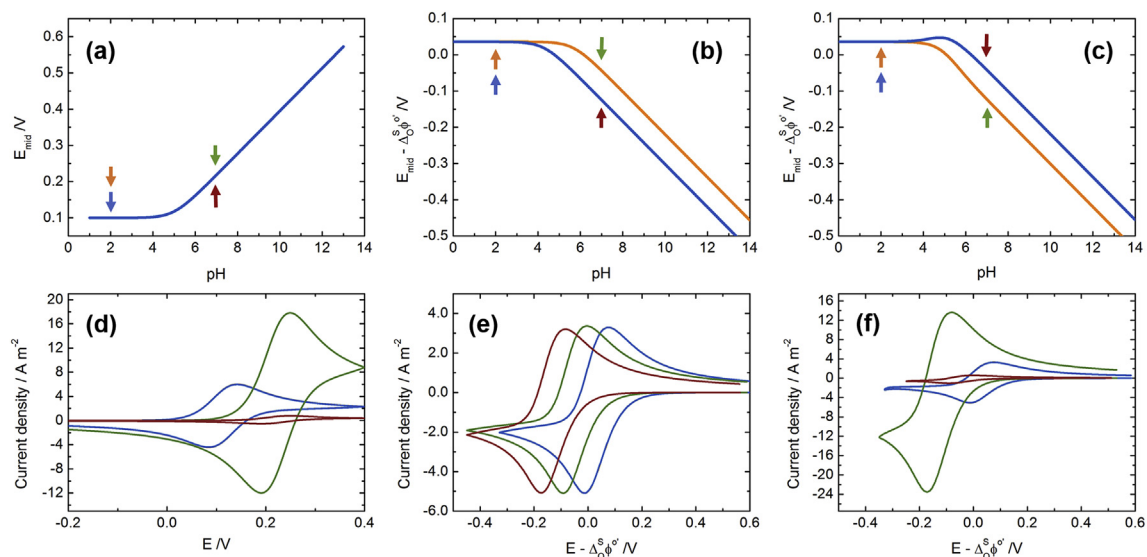 (a)
E_mid /V
0.6
0.5
0.4
0.3
0.2
0.1
0 2 4 6 8 10 12 14
pH
(b)
E_mid - Δ_O^S ϕ^o' /V
0.1
0.0
-0.1
-0.2
-0.3
-0.4
-0.5
0 2 4 6 8 10 12 14
pH
(c)
E_mid - Δ_O^S ϕ^o' /V
0.1
0.0
-0.1
-0.2
-0.3
-0.4
-0.5
0 2 4 6 8 10 12 14
pH
(d)
Current density / A m⁻²
20
16
12
8
4
0
-4
-8
-12
-0.2 0.0 0.2 0.4
E /V
(e)
Current density / A m⁻²
6.0
4.0
2.0
0.0
-2.0
-4.0
-6.0
-0.4 -0.2 0.0 0.2 0.4 0.6
E - Δ_O^S ϕ^o' /V
(f)
Current density / A m⁻²
16
12
8
4
0
-6
-12
-18
-24
-0.4 -0.2 0.0 0.2 0.4 0.6
E - Δ_O^S ϕ^o' /V